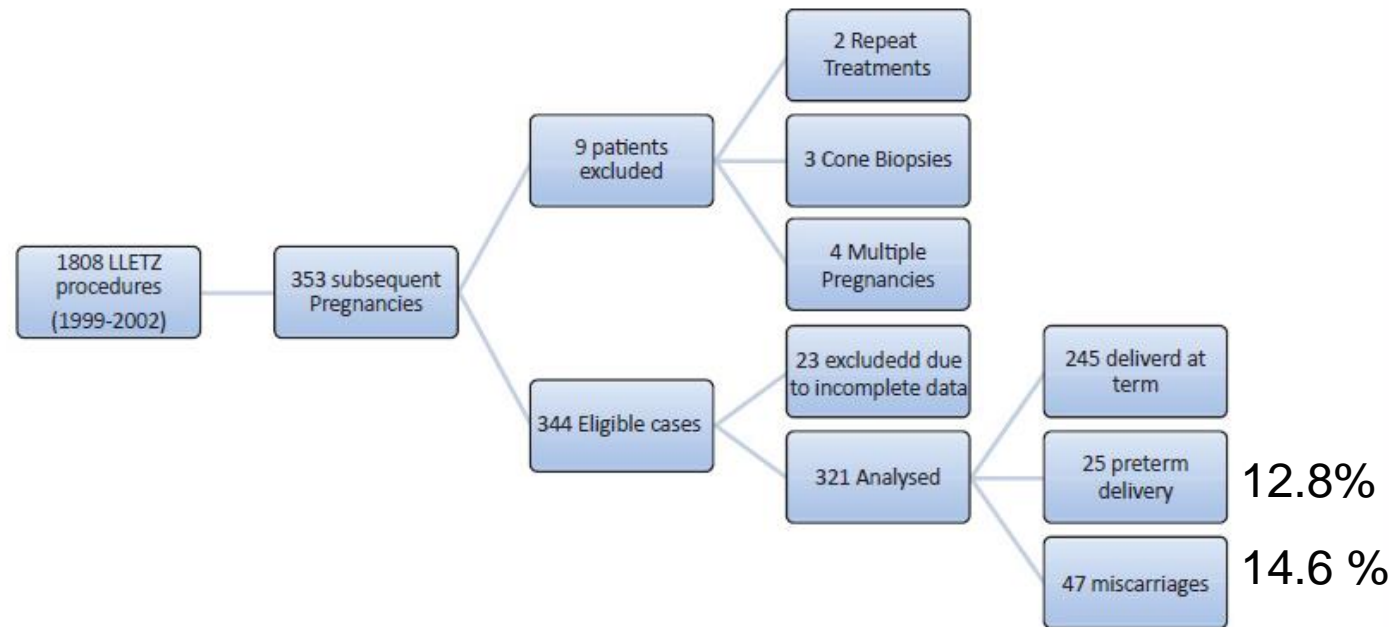 1808 LLETZ
procedures
(1999-2002)
353 subsequent
Pregnancies
9 patients
excluded
2 Repeat
Treatments
3 Cone Biopsies
4 Multiple
Pregnancies
344 Eligible cases
23 excludedd due
to incomplete data
321 Analysed
245 deliverd at
term
25 preterm
delivery
12.8%
47 miscarriages
14.6 %